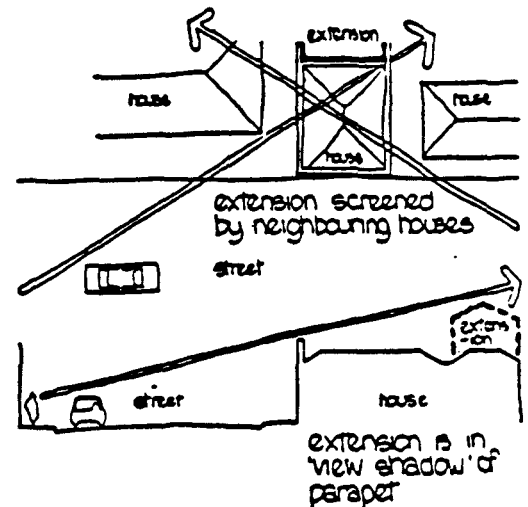 extension
house
house
house
extension screened
by neighbouring houses
street
extens
-ion
street
house
extension is in
'view shadow' of
parapet